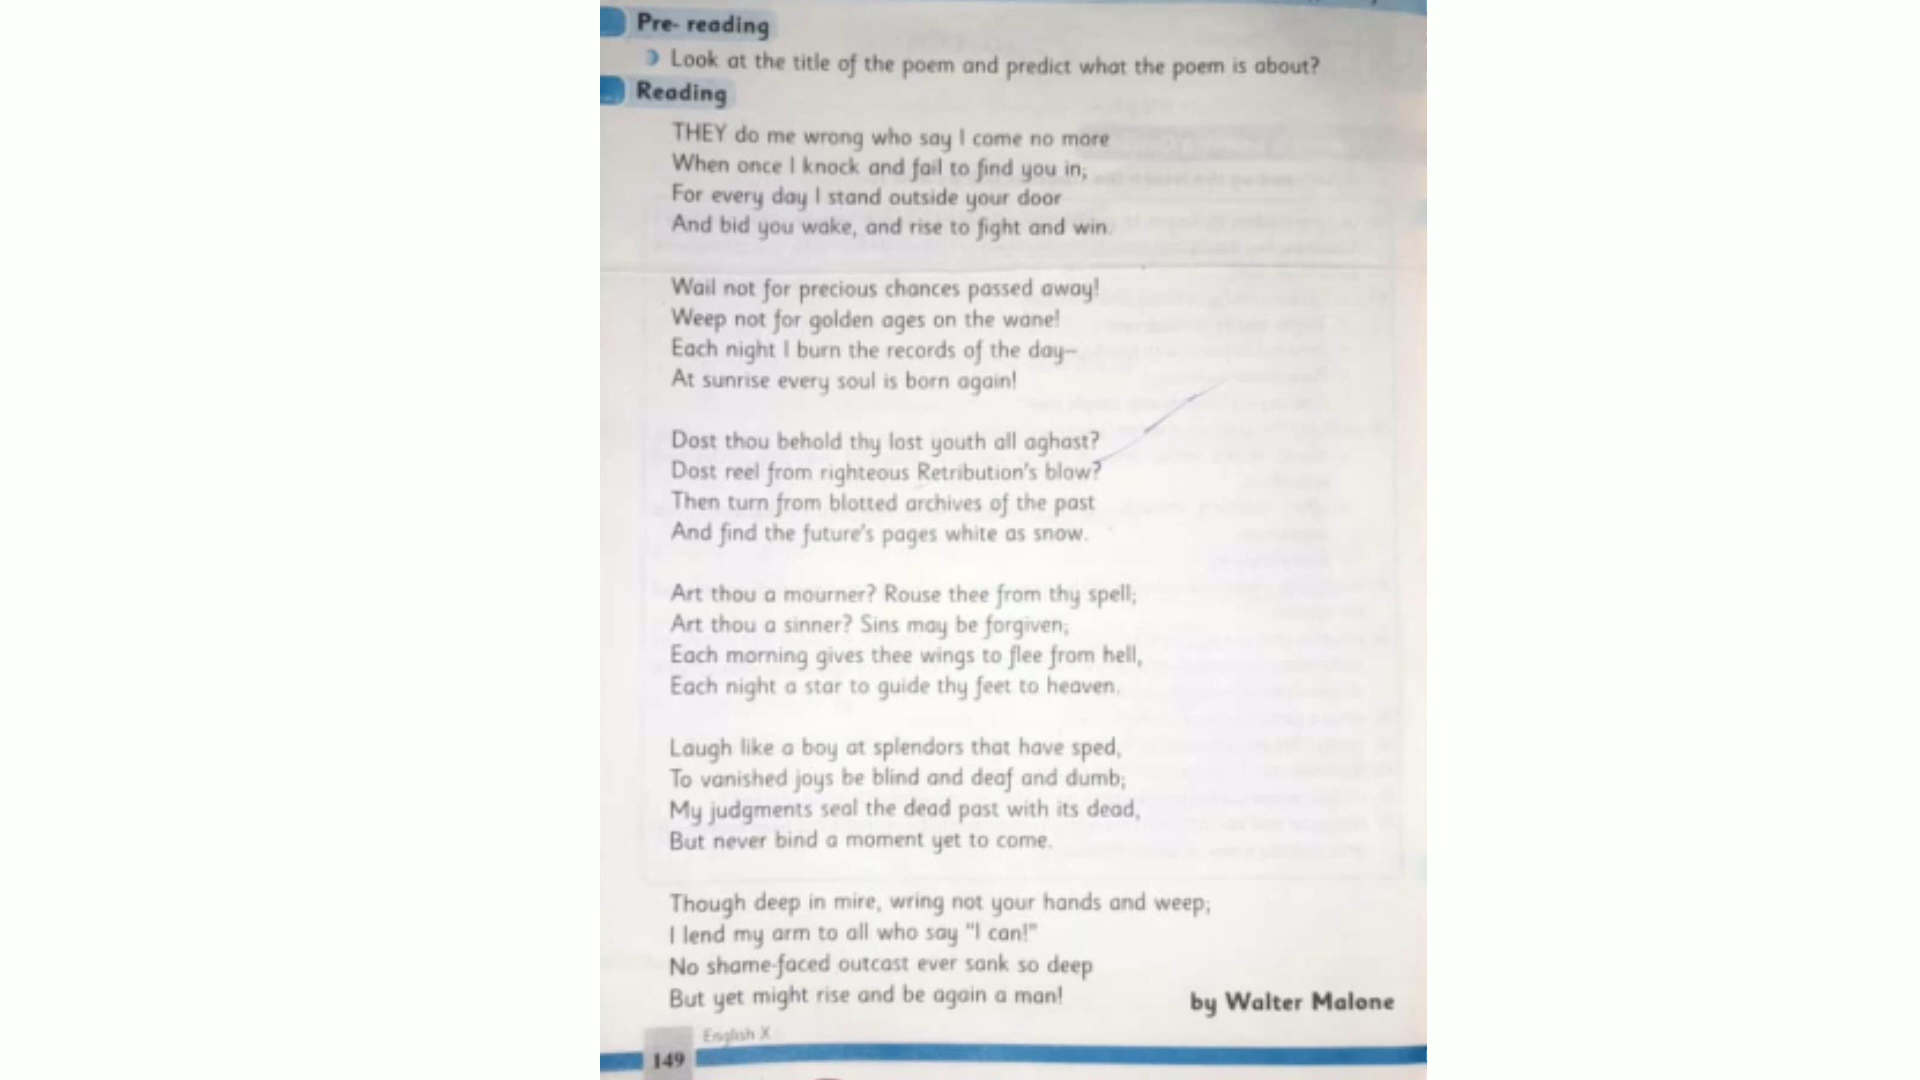 Pre- reading
Look at the title of the poem and predict what the poem is about?
Reading
THEY do me wrong who say I come no more
When once I knock and fail to find you in;
For every day I stand outside your door
And bid you wake, and rise to fight and win.
Wail not for precious chances passed away!
Weep not for golden ages on the wane!
Each night I burn the records of the day–
At sunrise every soul is born again!
Dost thou behold thy lost youth all aghast?
Dost reel from righteous Retribution's blow?
Then turn from blotted archives of the past
And find the future's pages white as snow.
Art thou a mourner? Rouse thee from thy spell;
Art thou a sinner? Sins may be forgiven;
Each morning gives thee wings to flee from hell,
Each night a star to guide thy feet to heaven.
Laugh like a boy at splendors that have sped,
To vanished joys be blind and deaf and dumb;
My judgments seal the dead past with its dead,
But never bind a moment yet to come.
Though deep in mire, wring not your hands and weep;
I lend my arm to all who say "I can!"
No shame-faced outcast ever sank so deep
But yet might rise and be again a man!
by Walter Malone
English X
149